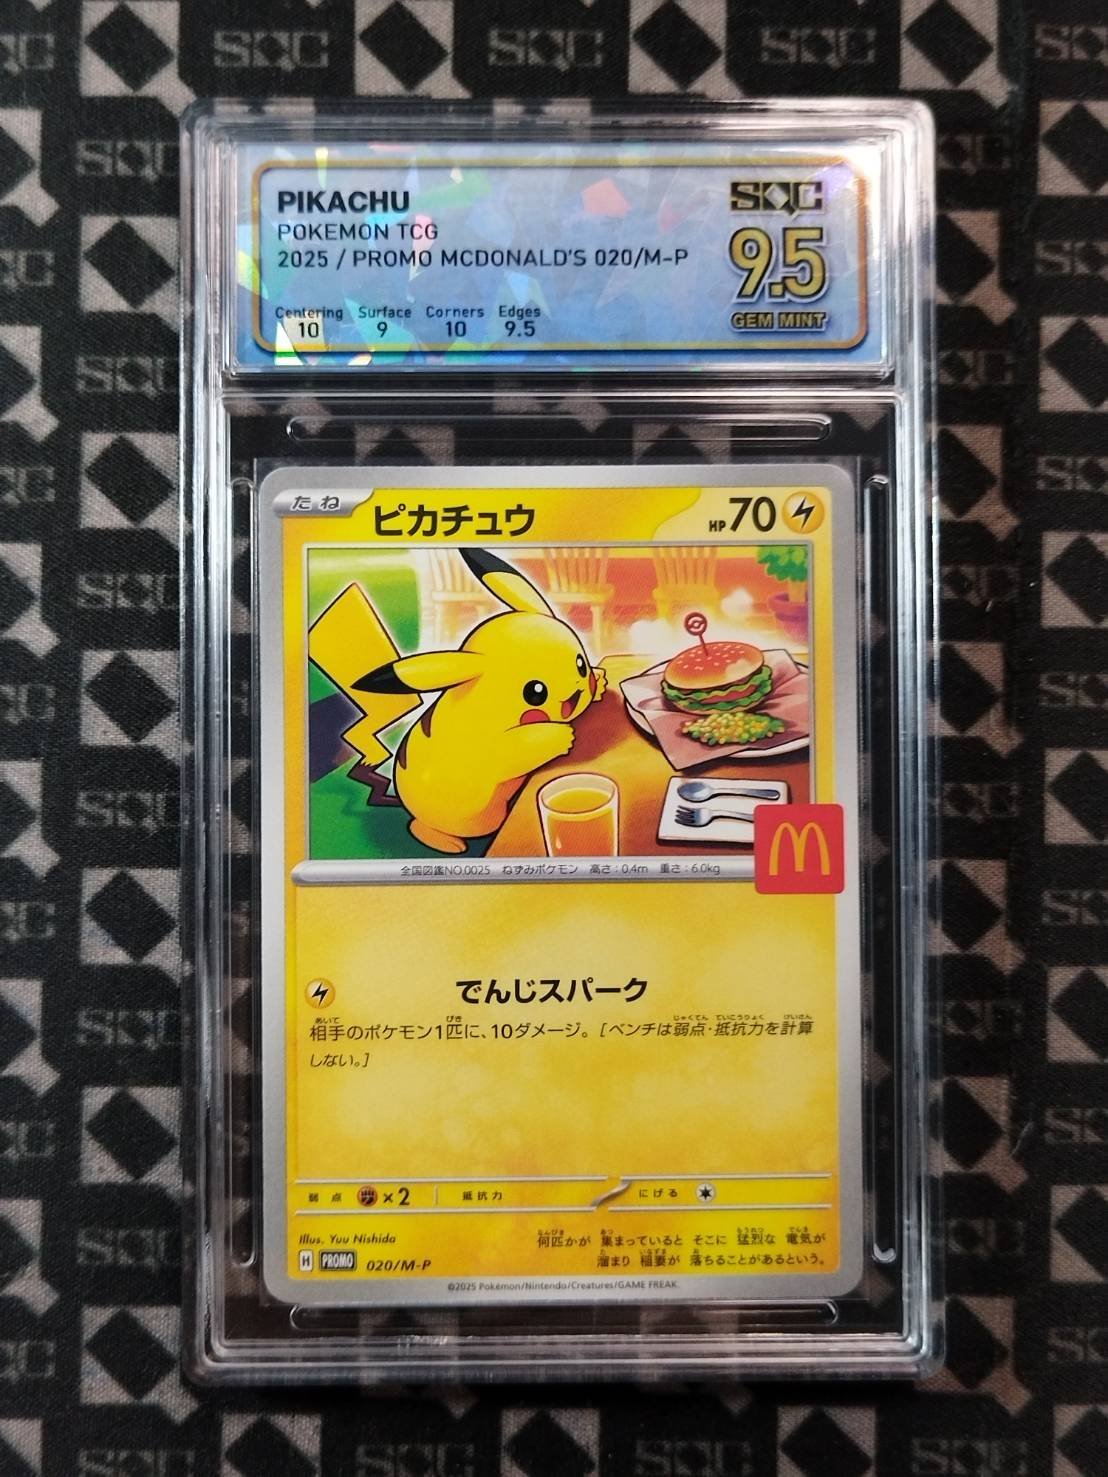 PIKACHU
POKEMON TCG
2025 / PROMO MCDONALD'S 020/M-P
Centering Surface Corners Edges
10 9 10 9.5
SQC
9.5
GEM MINT
たね
ピカチュウ
HP70
全国図鑑NO.0025 ねずみポケモン 高さ:0.4m 重さ:6.0kg
でんじスパーク
相手のポケモン1匹に、10ダメージ。[ベンチは弱点・抵抗力を計算
しない。]
弱点 ×2 抵抗力 にげる
Illus. Yuu Nishida
H PROMO 020/M-P
何匹かが 集まっていると そこに 猛烈な 電気が
溜まり 稲妻が 落ちることがあるという。
©2025 Pokémon/Nintendo/Creatures/GAME FREAK.